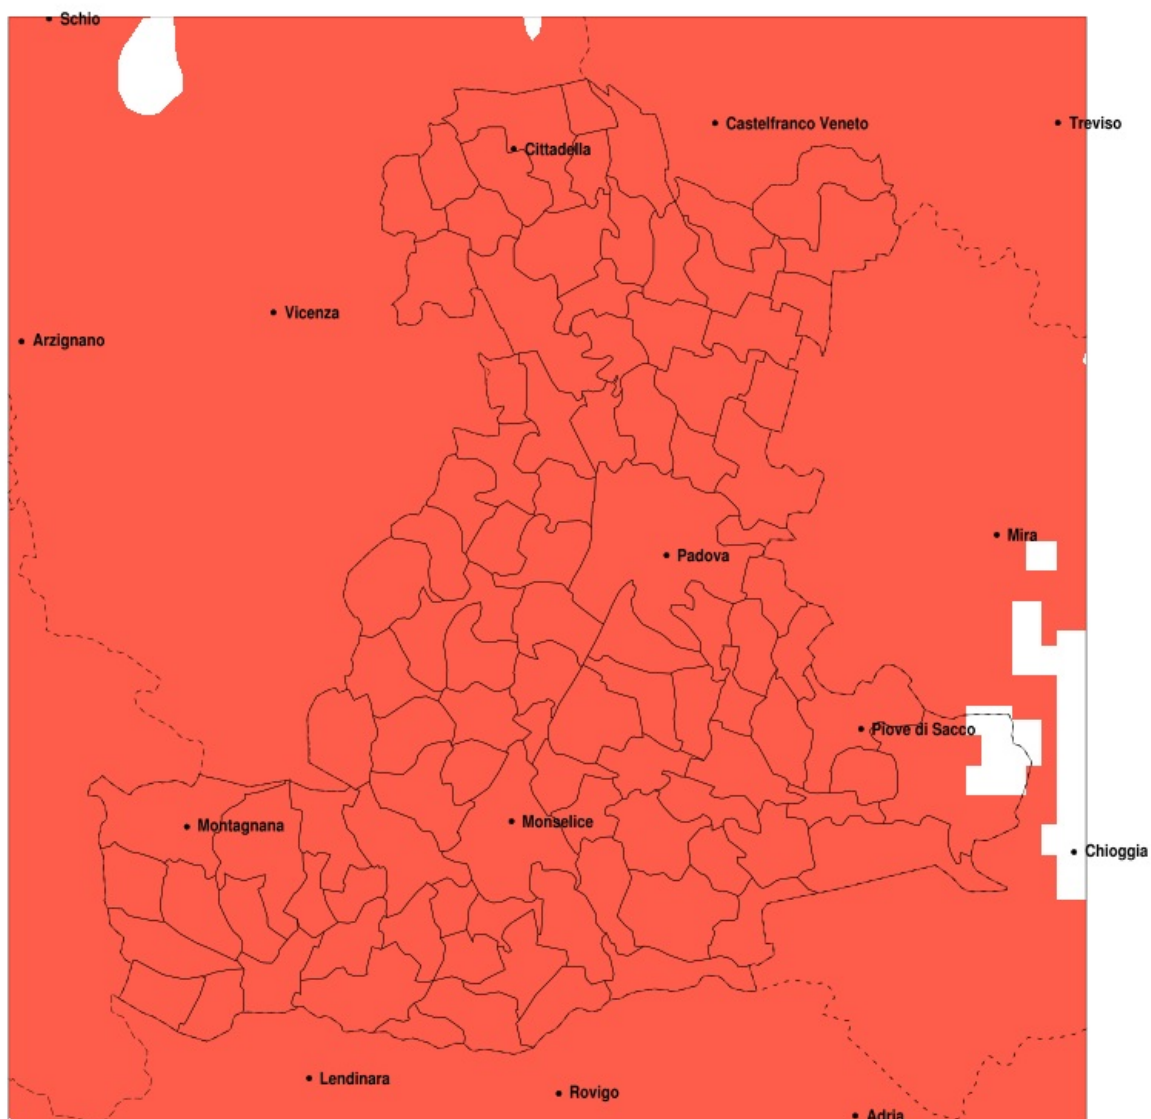 Schio
Castelfranco Veneto
Treviso
Cittadella
Vicenza
Arzignano
Mira
Padova
Piove di Sacco
Monselice
Montagnana
Chioggia
Lendinara
Rovigo
Adria